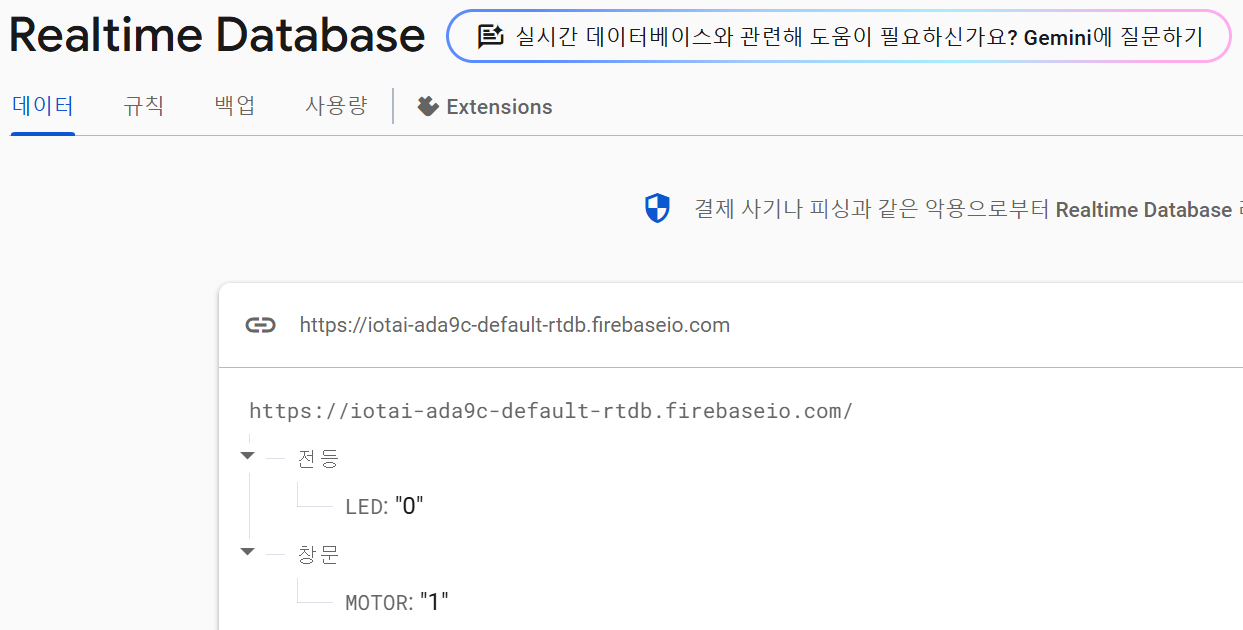 Realtime Database
실시간 데이터베이스와 관련해 도움이 필요하신가요? Gemini에 질문하기
데이터 규칙 백업 사용량 Extensions
결제 사기나 피싱과 같은 악용으로부터 Realtime Database
https://iotai-ada9c-default-rtdb.firebaseio.com
https://iotai-ada9c-default-rtdb.firebaseio.com/
전등
LED: "0"
창문
MOTOR: "1"